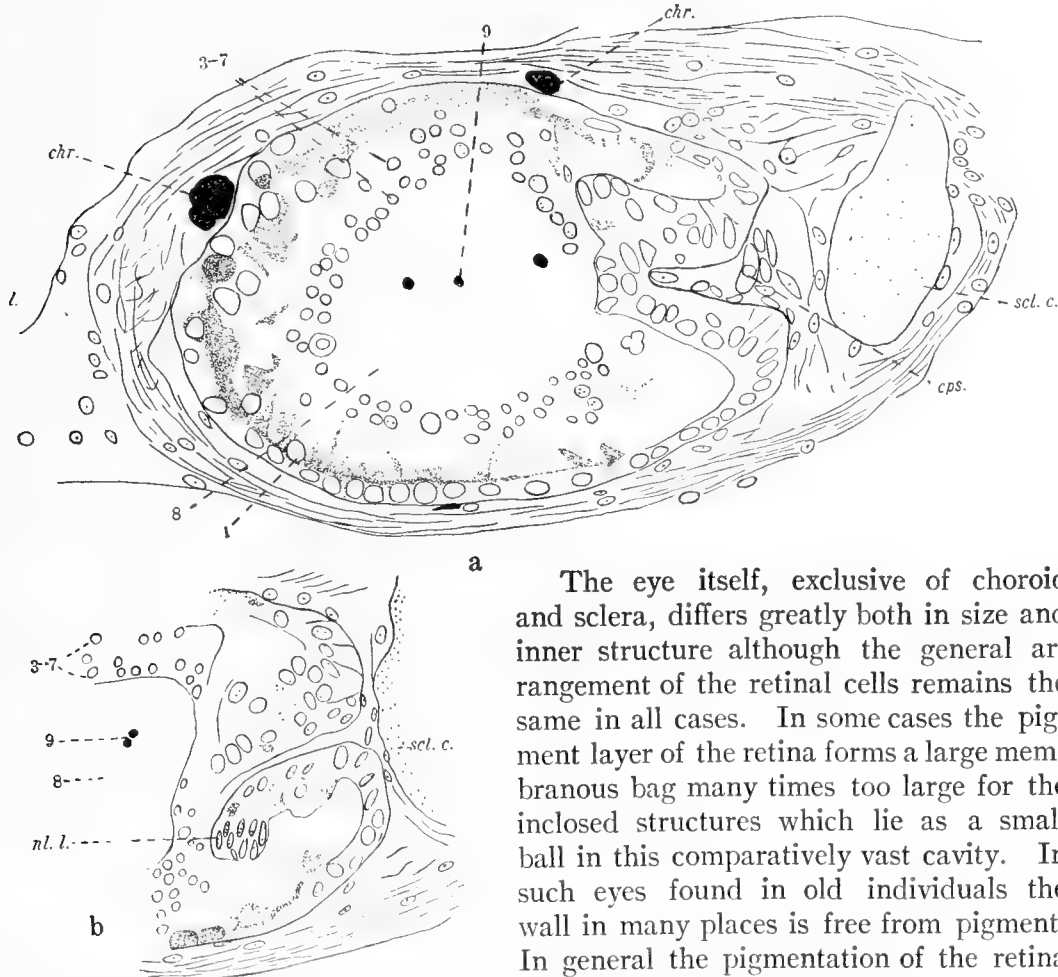 9
chr.
3-7
chr.
l.
scl. c.
cps.
8
1
a
The eye itself, exclusive of choroid
and sclera, differs greatly both in size and
inner structure although the general ar
rangement of the retinal cells remains the
same in all cases. In some cases the pig
ment layer of the retina forms a large mem
branous bag many times too large for the
inclosed structures which lie as a small
ball in this comparatively vast cavity. In
such eyes found in old individuals the
wall in many places is free from pigment.
In general the pigmentation of the retina
3-7
9
scl. c.
8
nl. l.
b